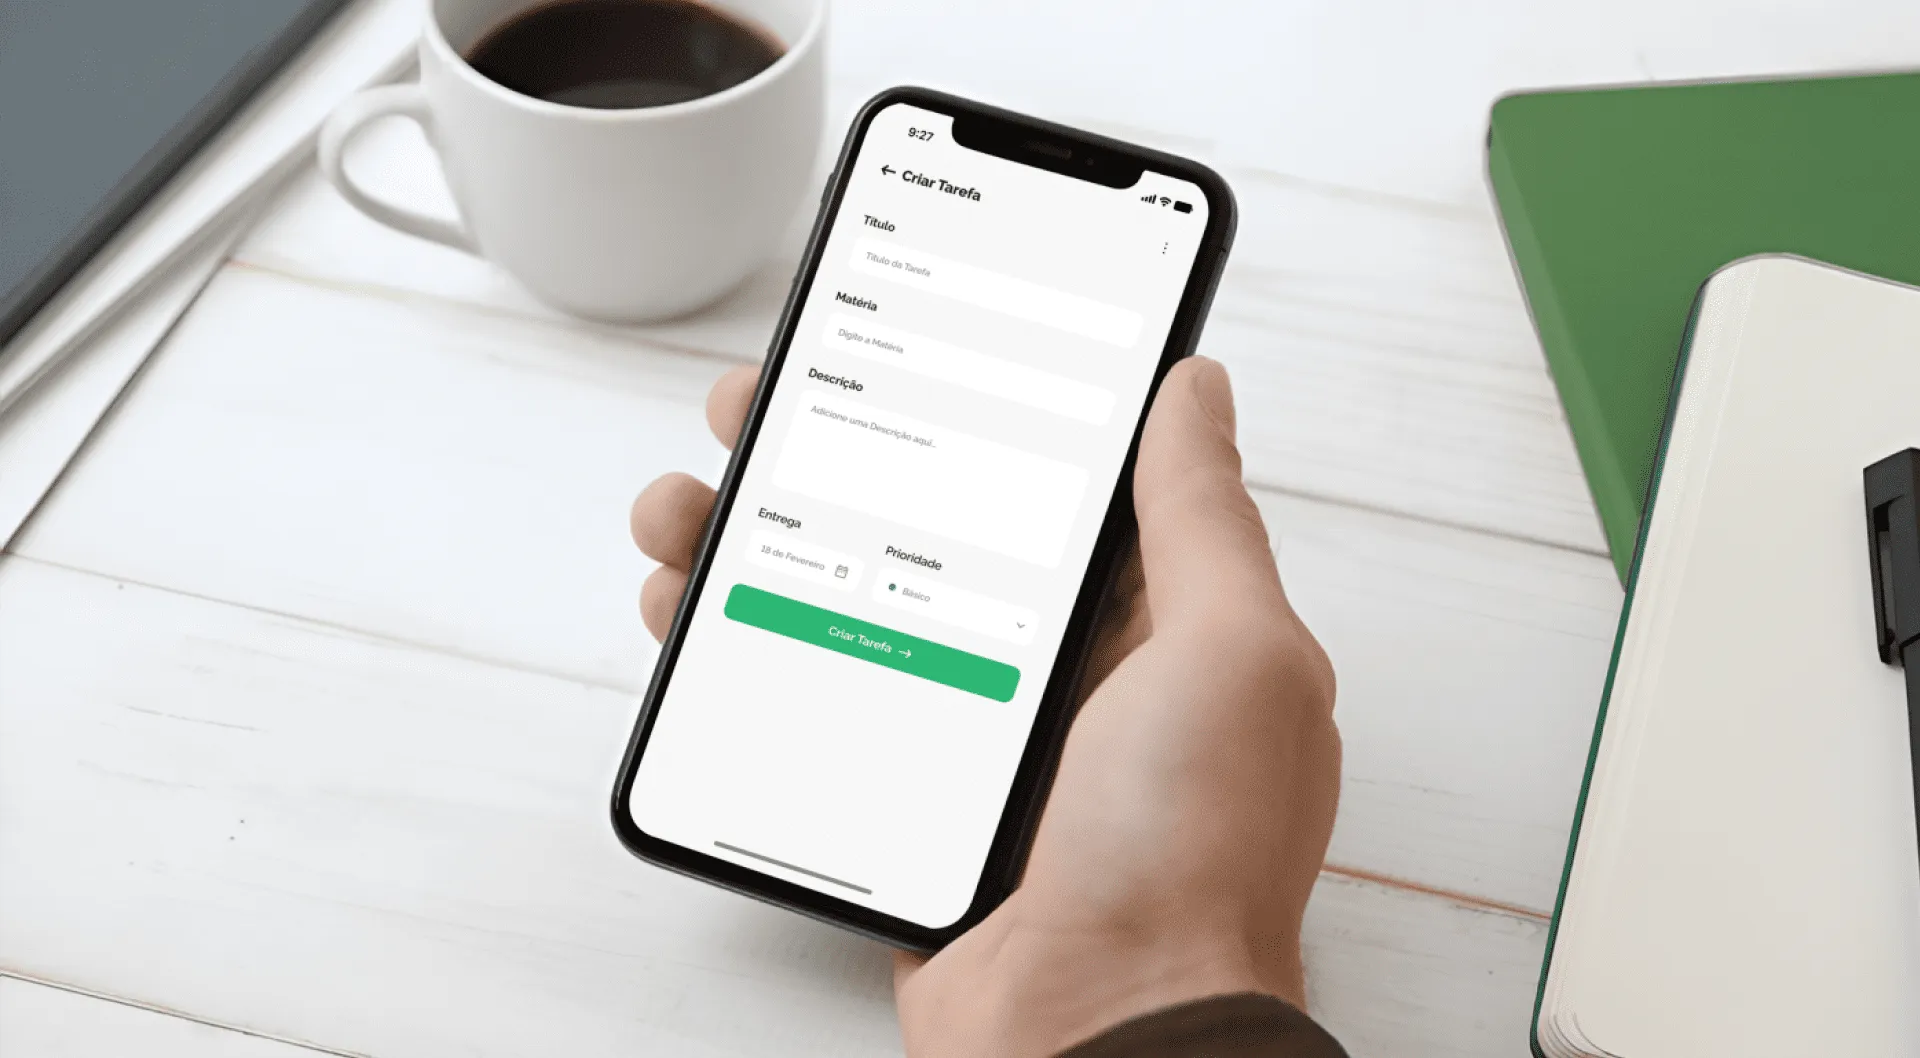 9:27
← Criar Tarefa
Título
Título da Tarefa
Matéria
Digite a Matéria
Descrição
Adicione uma Descrição aqui..
Entrega
Prioridade
18 de Fevereiro
Básico
Criar Tarefa →